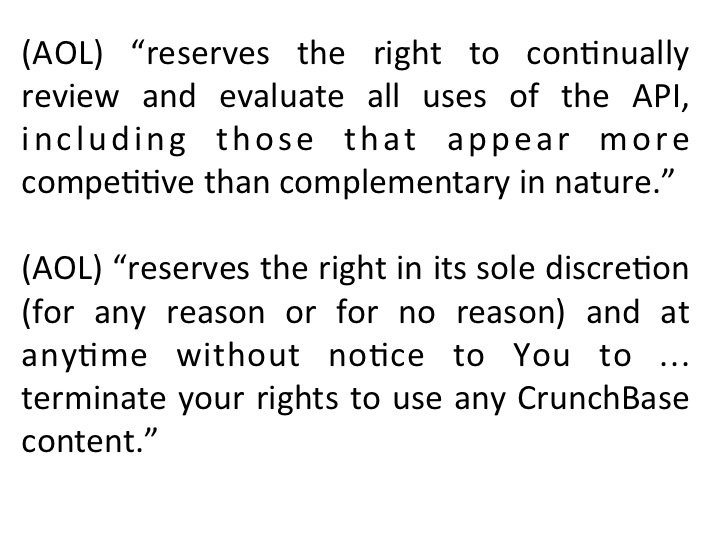 (AOL) “reserves the right to continually
review and evaluate all uses of the API,
including those that appear more
competitive than complementary in nature.”
(AOL) “reserves the right in its sole discretion
(for any reason or for no reason) and at
anytime without notice to You to …
terminate your rights to use any CrunchBase
content.”